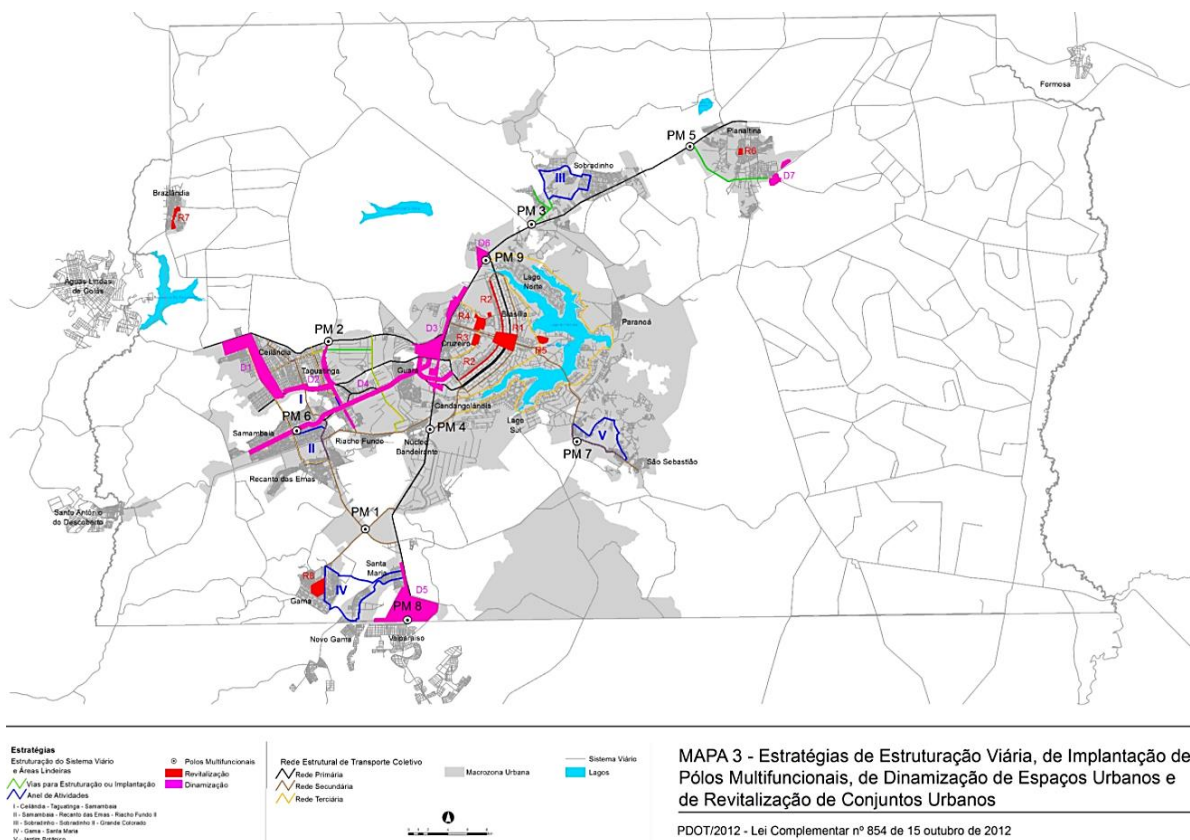 Formosa
PM 5
Planaltina
R6
D7
Sobradinho
III
Brazlândia
R7
PM 3
D6
PM 9
Águas Lindas
de Goiás
Lago
Norte
R2
Brasília
R4
D3
Paranoá
PM 2
R3
Cruzeiro
R1
R5
Ceilândia
D1
Taguatinga
D2
D4
Guará
R2
I
Candangolândia
PM 6
Lago
Sul
Samambaia
II
Riacho Fundo
Núcleo
Bandeirante
PM 4
V
PM 7
São Sebastião
Recanto das Emas
Santo Antônio
do Descoberto
PM 1
Santa
Maria
R8
IV
D5
Gama
PM 8
Novo Gama
Valparaiso
Estratégias
Estruturação do Sistema Viário
e Áreas Lindeiras
Vias para Estruturação ou Implantação
Anel de Atividades
I - Ceilândia - Taguatinga - Samambaia
II - Samambaia - Recanto das Emas - Riacho Fundo II
III - Sobradinho - Sobradinho II - Grande Colorado
IV - Gama - Santa Maria
V - Jardim Botânico
Pólos Multifuncionais
Revitalização
Dinamização
Rede Estrutural de Transporte Coletivo
Rede Primária
Rede Secundária
Rede Terciária
Macrozona Urbana
Sistema Viário
Lagos
MAPA 3 - Estratégias de Estruturação Viária, de Implantação de
Pólos Multifuncionais, de Dinamização de Espaços Urbanos e
de Revitalização de Conjuntos Urbanos
PDOT/2012 - Lei Complementar nº 854 de 15 outubro de 2012